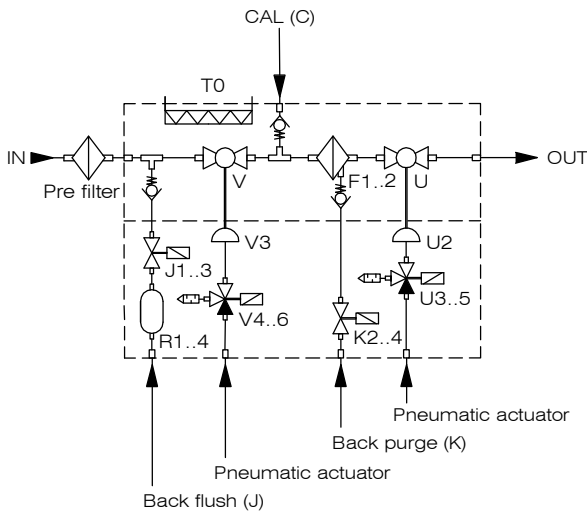 CAL (C)
T0
IN
OUT
Pre filter
V
F1..2
U
V3
U2
J1..3
V4..6
U3..5
R1..4
K2..4
Pneumatic actuator
Back purge (K)
Pneumatic actuator
Back flush (J)